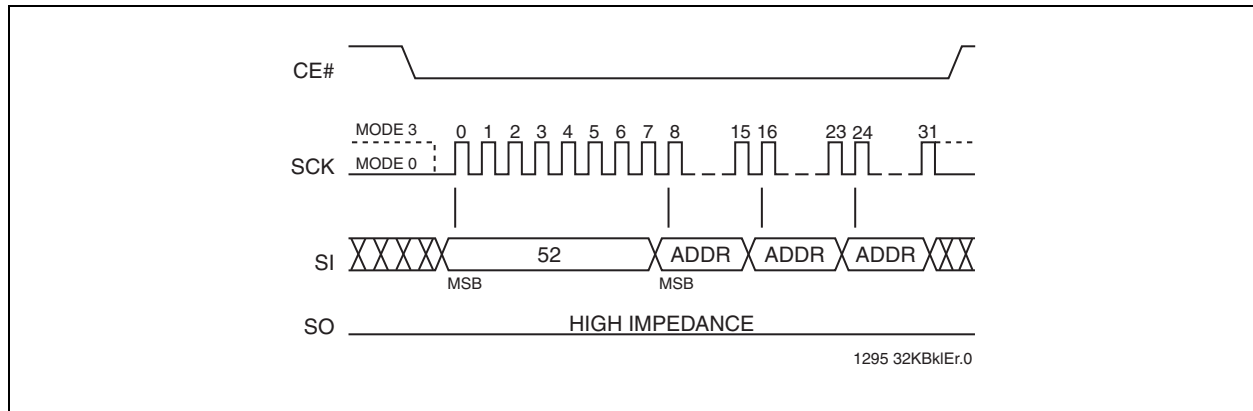 CE#
MODE 3
0 1 2 3 4 5 6 7 8 15 16 23 24 31
SCK
MODE 0
SI
52 ADDR ADDR ADDR
MSB MSB
SO
HIGH IMPEDANCE
1295 32KBklEr.0